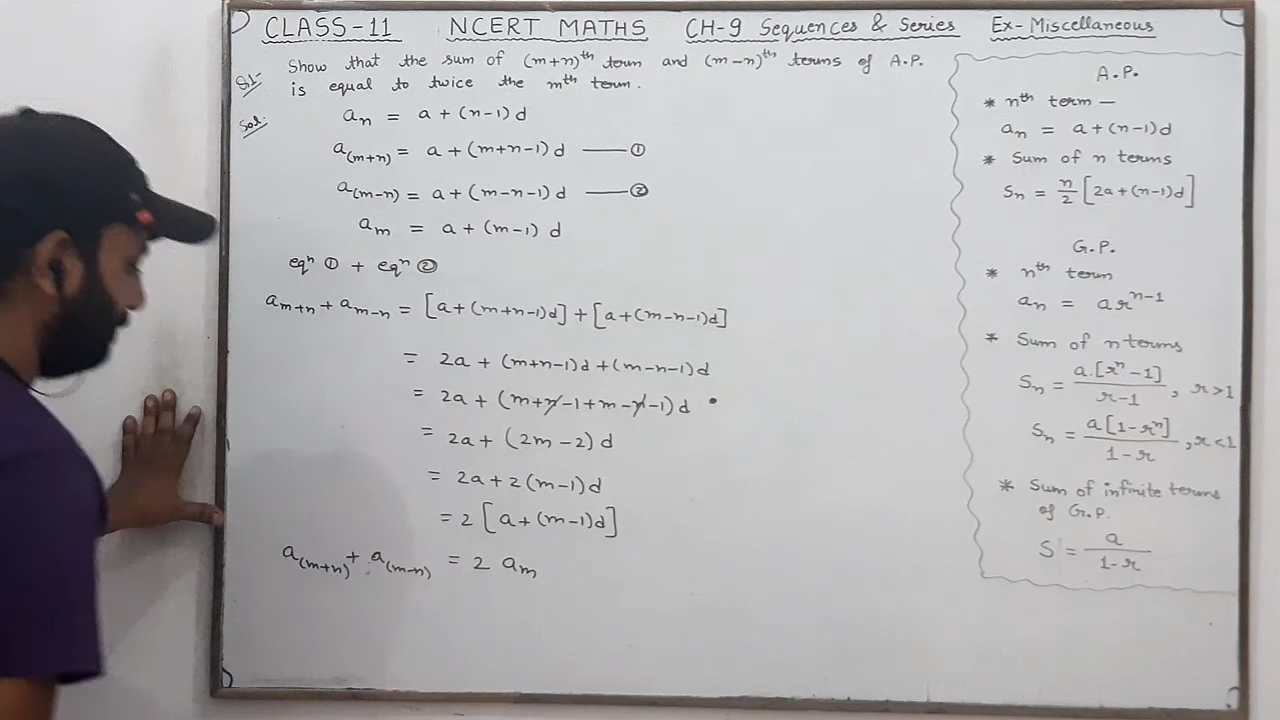 CLASS-11 NCERT MATHS CH-9 Sequences & Series Ex- Miscellaneous
Q.1- Show that the sum of (m+n)th term and (m-n)th terms of A.P.
is equal to twice the mth term.
Sol:-
an = a + (n-1)d
a(m+n) = a + (m+n-1)d —— ①
a(m-n) = a + (m-n-1)d —— ②
am = a + (m-1) d
eqn ① + eqn ②
am+n + am-n = [a+(m+n-1)d] + [a+(m-n-1)d]
= 2a + (m+n-1)d + (m-n-1)d
= 2a + (m+n-1+m-n-1)d
= 2a + (2m-2)d
= 2a + 2(m-1)d
= 2 [a+(m-1)d]
a(m+n) + a(m-n) = 2 am
A.P.
* nth term —
an = a+(n-1)d
* Sum of n terms
Sn = n/2 [2a+(n-1)d]
G.P.
* nth term
an = arn-1
* Sum of n terms
Sn = a.[rn-1] / r-1 , r>1
Sn = a[1-rn] / 1-r , r<1
* Sum of infinite terms
of G.P.
S = a / 1-r